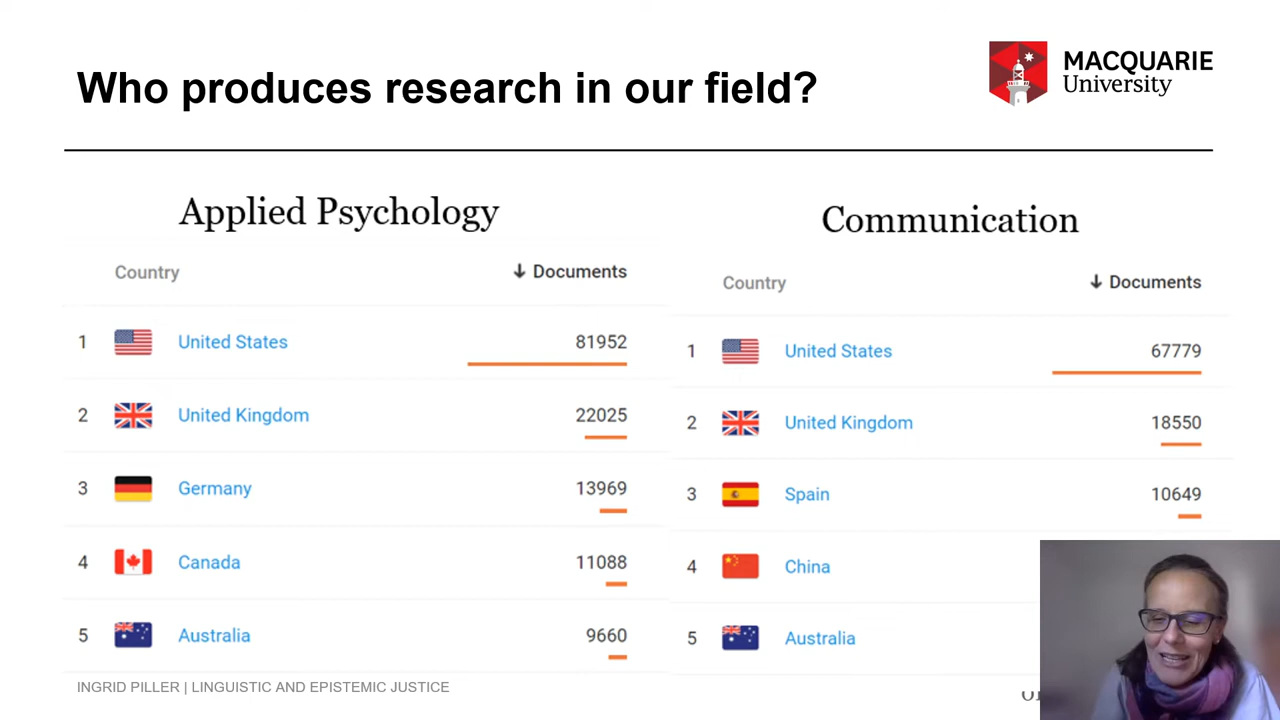 Who produces research in our field?
MACQUARIE
University
Applied Psychology
Country ↓ Documents
1 United States 81952
2 United Kingdom 22025
3 Germany 13969
4 Canada 11088
5 Australia 9660
Communication
Country ↓ Documents
1 United States 67779
2 United Kingdom 18550
3 Spain 10649
4 China
5 Australia
INGRID PILLER | LINGUISTIC AND EPISTEMIC JUSTICE